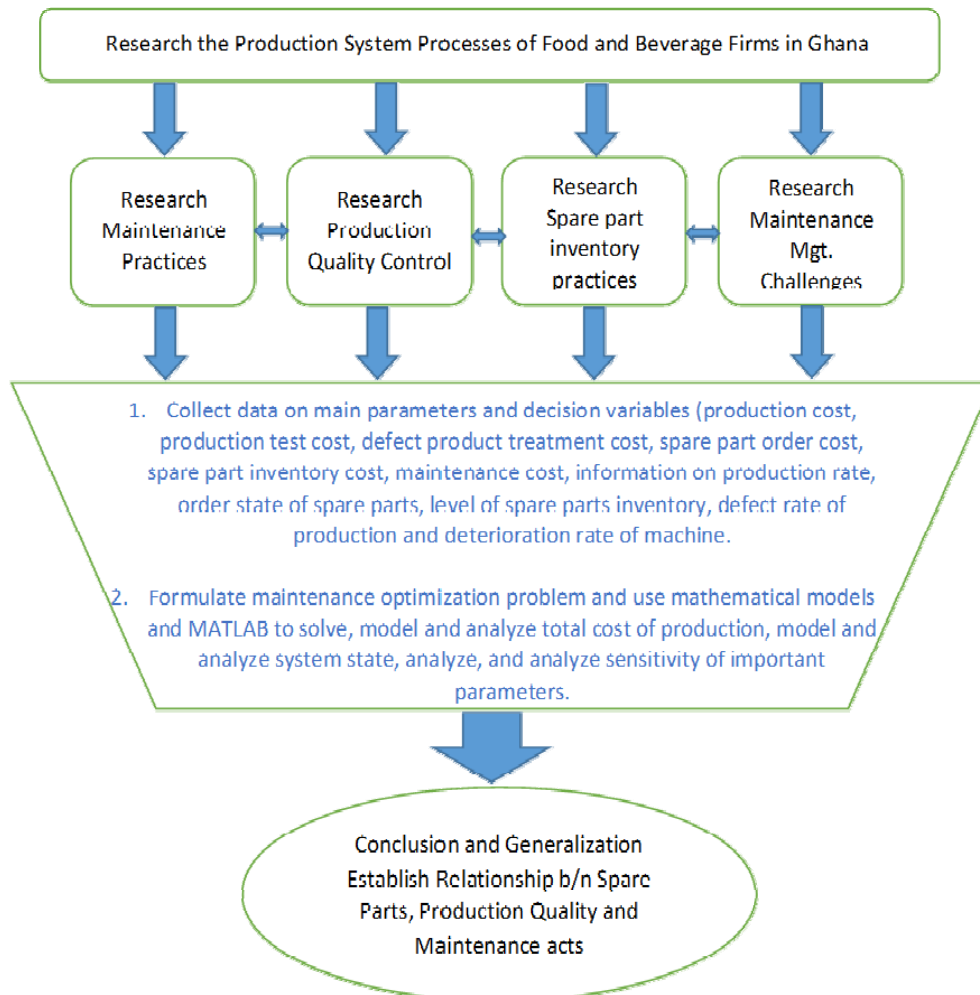 Research the Production System Processes of Food and Beverage Firms in Ghana
Research
Maintenance
Practices
Research
Production
Quality Control
Research
Spare part
inventory
practices
Research
Maintenance
Mgt.
Challenges
1. Collect data on main parameters and decision variables (production cost,
production test cost, defect product treatment cost, spare part order cost,
spare part inventory cost, maintenance cost, information on production rate,
order state of spare parts, level of spare parts inventory, defect rate of
production and deterioration rate of machine.
2. Formulate maintenance optimization problem and use mathematical models
and MATLAB to solve, model and analyze total cost of production, model and
analyze system state, analyze, and analyze sensitivity of important
parameters.
Conclusion and Generalization
Establish Relationship b/n Spare
Parts, Production Quality and
Maintenance acts